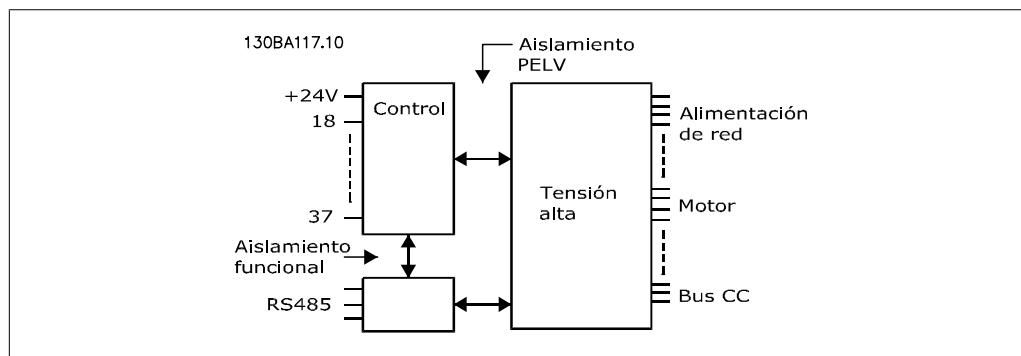 130BA117.10
Aislamiento
PELV
+24V
18
37
Control
Tensión
alta
Alimentación
de red
Motor
Bus CC
Aislamiento
funcional
RS485